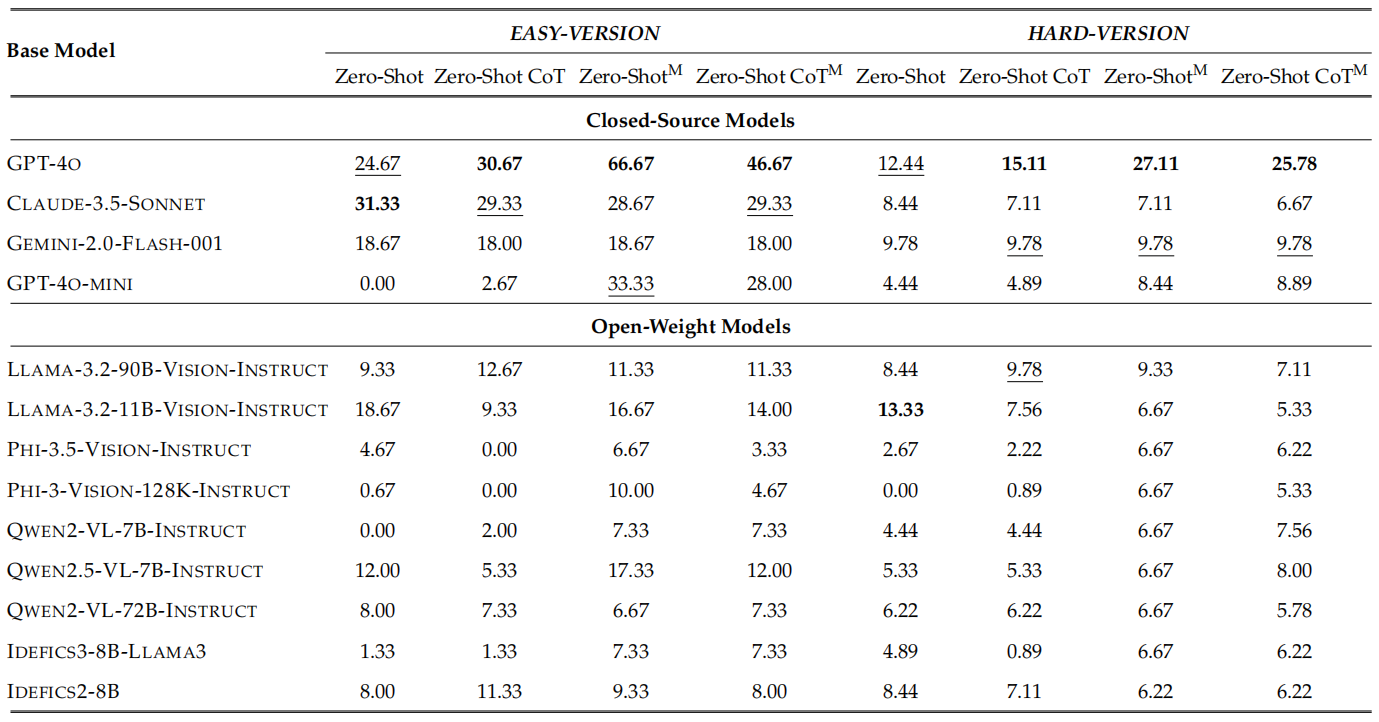 Base Model EASY-VERSION HARD-VERSION
Zero-Shot Zero-Shot CoT Zero-Shot^M Zero-Shot CoT^M Zero-Shot Zero-Shot CoT Zero-Shot^M Zero-Shot CoT^M
Closed-Source Models
GPT-4O 24.67 30.67 66.67 46.67 12.44 15.11 27.11 25.78
CLAUDE-3.5-SONNET 31.33 29.33 28.67 29.33 8.44 7.11 7.11 6.67
GEMINI-2.0-FLASH-001 18.67 18.00 18.67 18.00 9.78 9.78 9.78 9.78
GPT-4O-MINI 0.00 2.67 33.33 28.00 4.44 4.89 8.44 8.89
Open-Weight Models
LLAMA-3.2-90B-VISION-INSTRUCT 9.33 12.67 11.33 11.33 8.44 9.78 9.33 7.11
LLAMA-3.2-11B-VISION-INSTRUCT 18.67 9.33 16.67 14.00 13.33 7.56 6.67 5.33
PHI-3.5-VISION-INSTRUCT 4.67 0.00 6.67 3.33 2.67 2.22 6.67 6.22
PHI-3-VISION-128K-INSTRUCT 0.67 0.00 10.00 4.67 0.00 0.89 6.67 5.33
QWEN2-VL-7B-INSTRUCT 0.00 2.00 7.33 7.33 4.44 4.44 6.67 7.56
QWEN2.5-VL-7B-INSTRUCT 12.00 5.33 17.33 12.00 5.33 5.33 6.67 8.00
QWEN2-VL-72B-INSTRUCT 8.00 7.33 6.67 7.33 6.22 6.22 6.67 5.78
IDEFICS3-8B-LLAMA3 1.33 1.33 7.33 7.33 4.89 0.89 6.67 6.22
IDEFICS2-8B 8.00 11.33 9.33 8.00 8.44 7.11 6.22 6.22